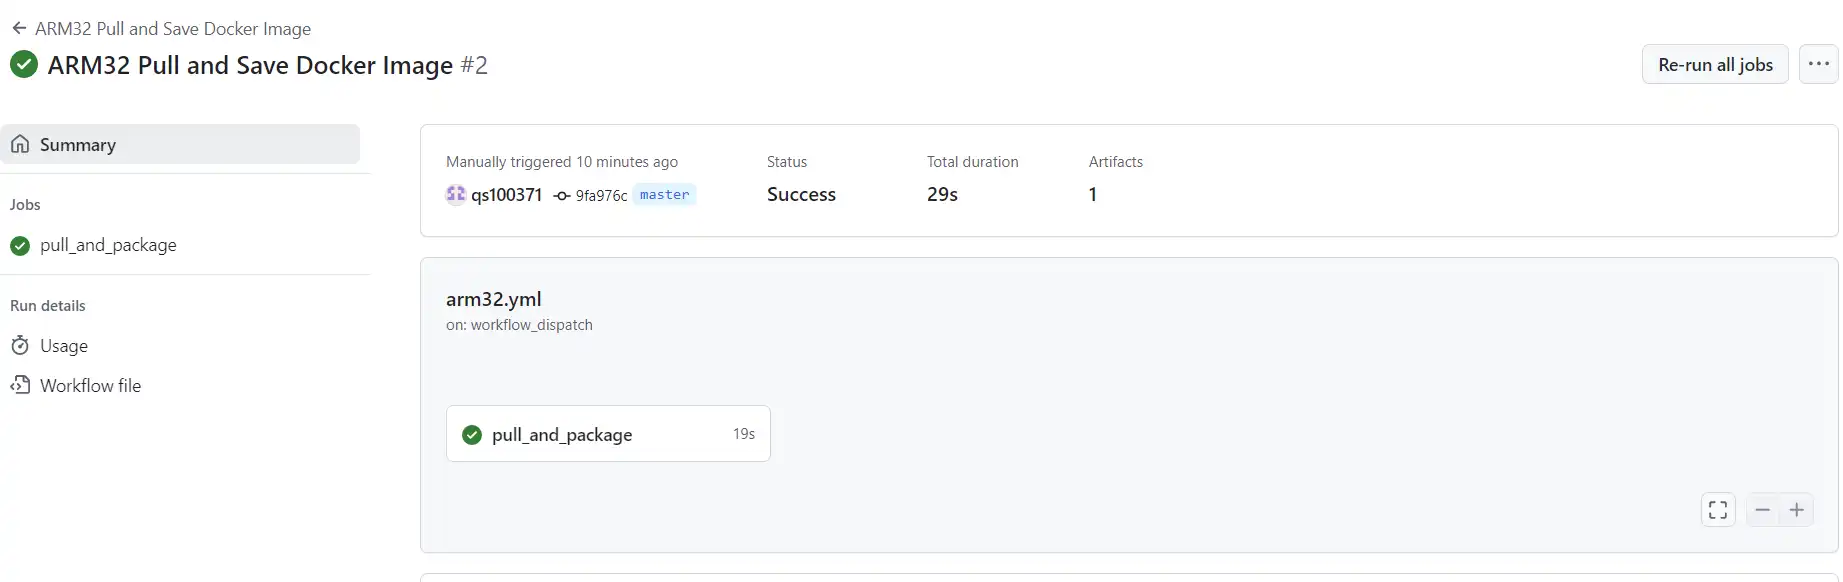 ARM32 Pull and Save Docker Image
ARM32 Pull and Save Docker Image #2
Re-run all jobs
Summary
Jobs
pull_and_package
Run details
Usage
Workflow file
Manually triggered 10 minutes ago
qs100371 9fa976c master
Status
Success
Total duration
29s
Artifacts
1
arm32.yml
on: workflow_dispatch
pull_and_package 19s